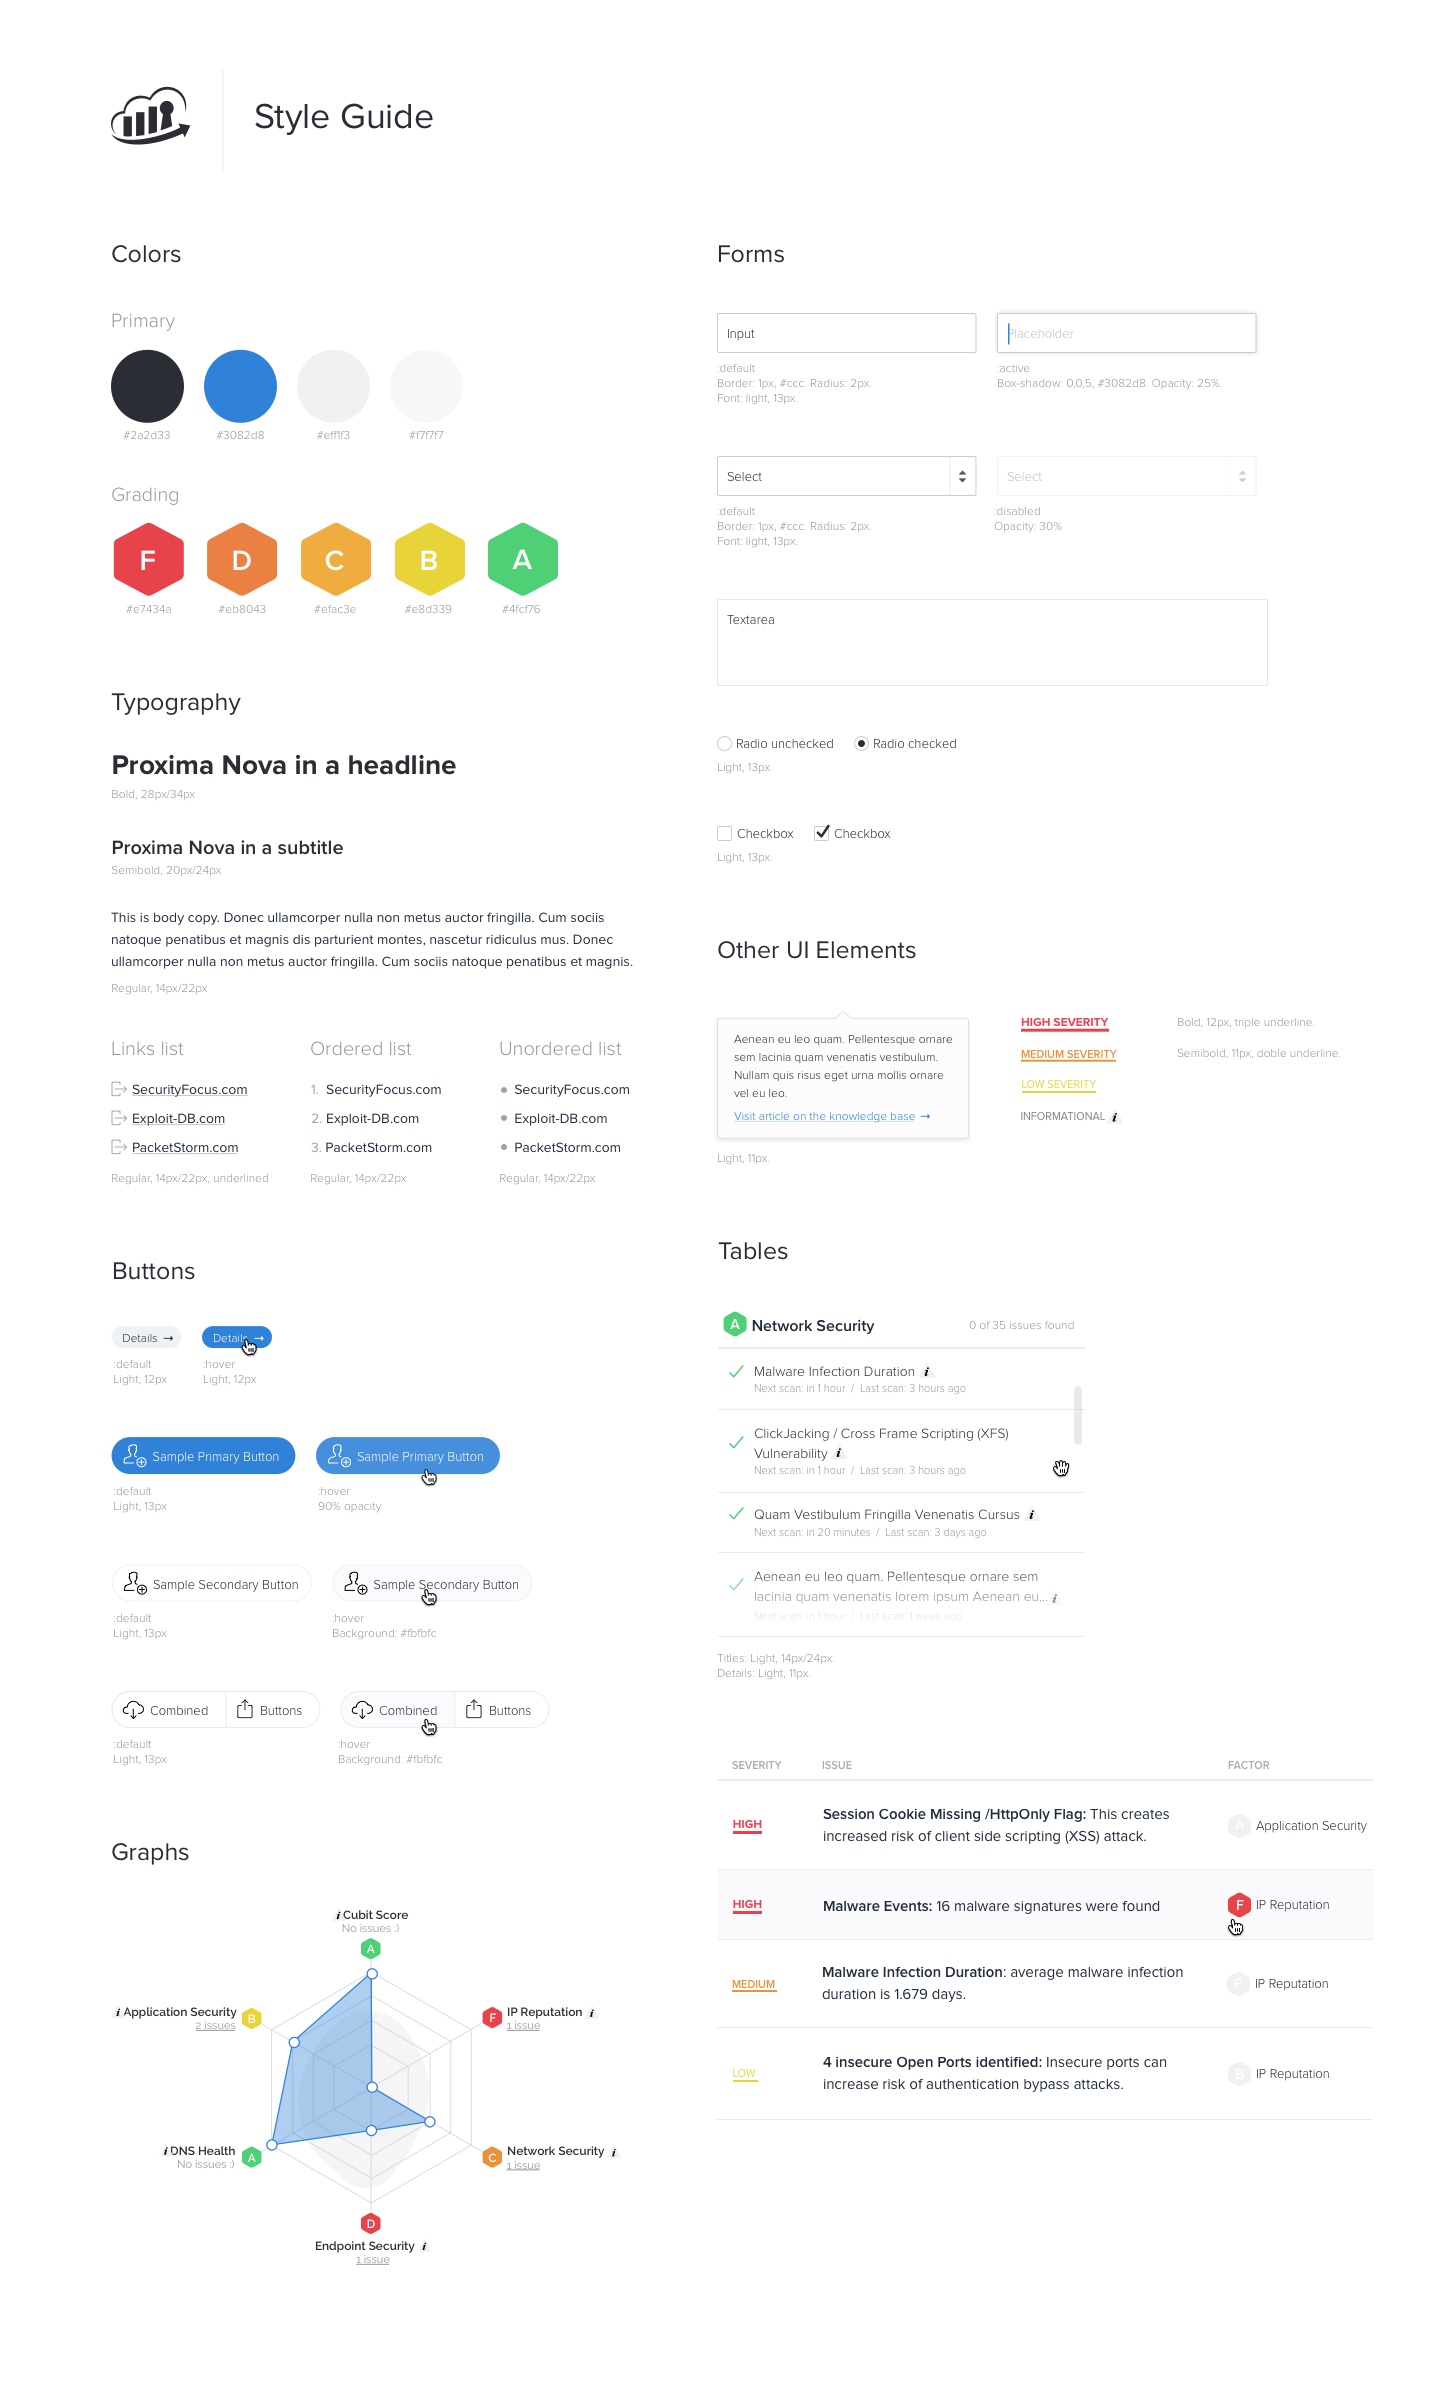 Style Guide
Colors
Primary
#2a2d33
#3082d8
#eff1f3
#f7f7f7
Grading
F
D
C
B
A
#e7434a
#eb8043
#efac3e
#e8d339
#4fcf76
Typography
Proxima Nova in a headline
Bold, 28px/34px
Proxima Nova in a subtitle
Semibold, 20px/24px
This is body copy. Donec ullamcorper nulla non metus auctor fringilla. Cum sociis
natoque penatibus et magnis dis parturient montes, nascetur ridiculus mus. Donec
ullamcorper nulla non metus auctor fringilla. Cum sociis natoque penatibus et magnis.
Regular, 14px/22px
Links list
SecurityFocus.com
Exploit-DB.com
PacketStorm.com
Regular, 14px/22px, underlined
Ordered list
1. SecurityFocus.com
2. Exploit-DB.com
3. PacketStorm.com
Regular, 14px/22px
Unordered list
• SecurityFocus.com
• Exploit-DB.com
• PacketStorm.com
Regular, 14px/22px
Buttons
Details →
:default
Light, 12px
Details →
:hover
Light, 12px
Sample Primary Button
:default
Light, 13px
Sample Primary Button
:hover
90% opacity
Sample Secondary Button
:default
Light, 13px
Sample Secondary Button
:hover
Background: #fbfbfc
Combined
Buttons
:default
Light, 13px
Combined
Buttons
:hover
Background: #fbfbfc
Graphs
i Cubit Score
No issues :)
A
i Application Security
2 issues
B
F
IP Reputation i
1 issue
i DNS Health
No issues :)
A
C
Network Security i
1 issue
D
Endpoint Security i
1 issue
Forms
Input
:default
Border: 1px, #ccc. Radius: 2px.
Font: light, 13px.
Placeholder
:active
Box-shadow: 0,0,5, #3082d8. Opacity: 25%.
Select
:default
Border: 1px, #ccc. Radius: 2px.
Font: light, 13px.
Select
:disabled
Opacity: 30%
Textarea
Radio unchecked
Radio checked
Light, 13px.
Checkbox
Checkbox
Light, 13px.
Other UI Elements
Aenean eu leo quam. Pellentesque ornare
sem lacinia quam venenatis vestibulum.
Nullam quis risus eget urna mollis ornare
vel eu leo.
Visit article on the knowledge base →
Light, 11px.
HIGH SEVERITY
Bold, 12px, triple underline.
MEDIUM SEVERITY
Semibold, 11px, doble underline.
LOW SEVERITY
INFORMATIONAL i
Tables
A Network Security
0 of 35 issues found
Malware Infection Duration i
Next scan: in 1 hour / Last scan: 3 hours ago
ClickJacking / Cross Frame Scripting (XFS)
Vulnerability i
Next scan: in 1 hour / Last scan: 3 hours ago
Quam Vestibulum Fringilla Venenatis Cursus i
Next scan: in 20 minutes / Last scan: 3 days ago
Aenean eu leo quam. Pellentesque ornare sem
lacinia quam venenatis lorem ipsum Aenean eu... i
Next scan: in 1 hour / Last scan: 1 week ago
Titles: Light, 14px/24px.
Details: Light, 11px.
SEVERITY
ISSUE
FACTOR
HIGH
Session Cookie Missing /HttpOnly Flag: This creates
increased risk of client side scripting (XSS) attack.
A Application Security
HIGH
Malware Events: 16 malware signatures were found
F IP Reputation
MEDIUM
Malware Infection Duration: average malware infection
duration is 1.679 days.
F IP Reputation
LOW
4 insecure Open Ports identified: Insecure ports can
increase risk of authentication bypass attacks.
B IP Reputation